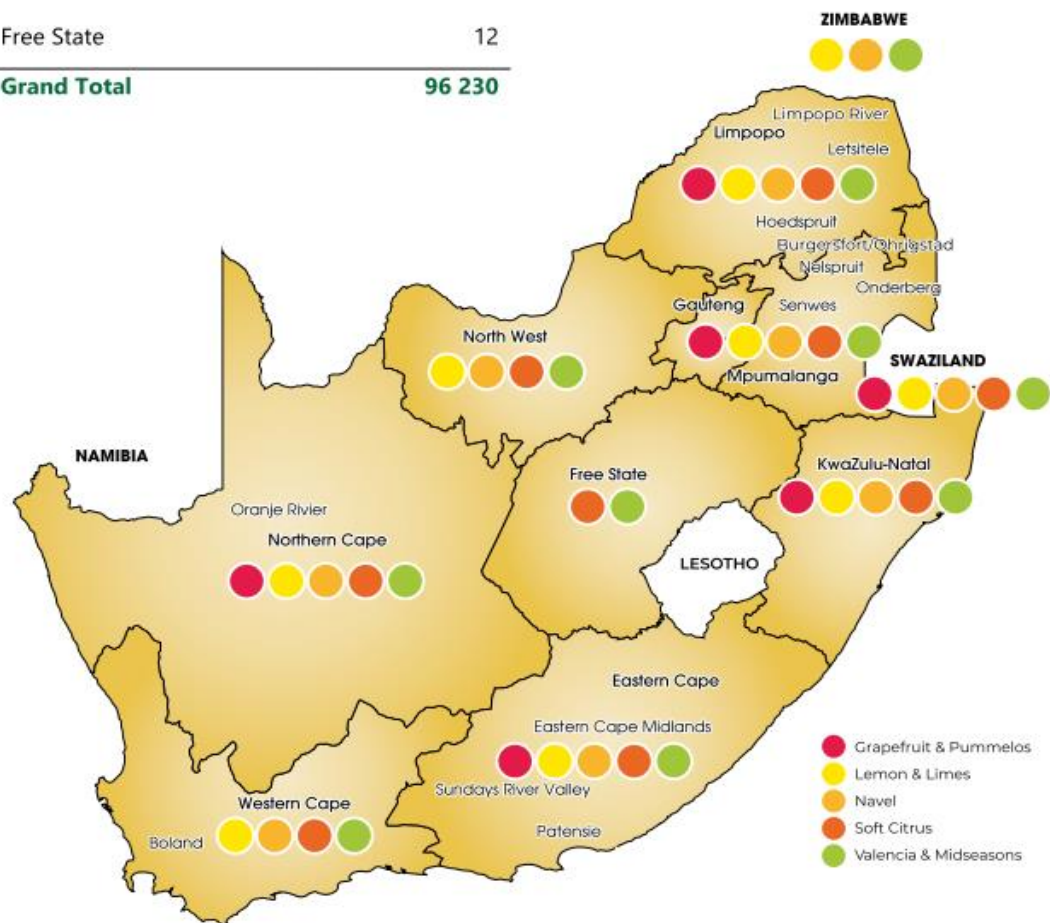 Free State 12
Grand Total 96 230
ZIMBABWE
Limpopo River
Limpopo
Letsitele
Hoedspruit
Burgersfort/Ohrigstad
Nelspruit
Onderberg
Gauteng
Senwes
North West
SWAZILAND
Mpumalanga
NAMIBIA
KwaZulu-Natal
Free State
Oranje Rivier
Northern Cape
LESOTHO
Eastern Cape
Eastern Cape Midlands
Grapefruit & Pummelos
Lemon & Limes
Sundays River Valley
Navel
Western Cape
Soft Citrus
Patensie
Boland
Valencia & Midseasons